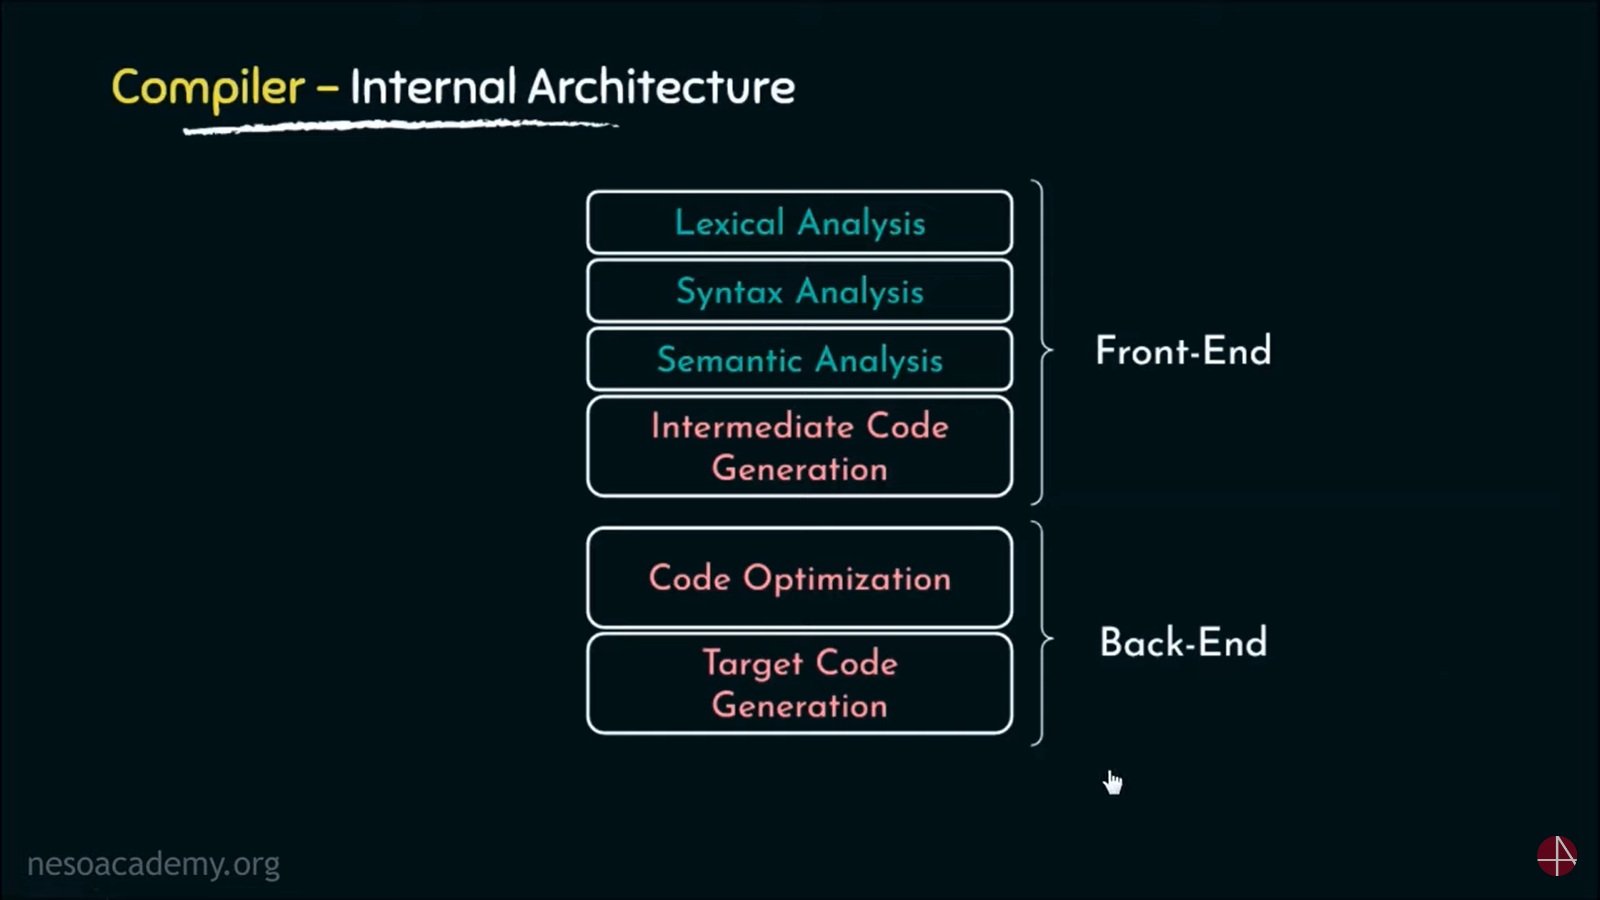 Compiler – Internal Architecture
Lexical Analysis
Syntax Analysis
Semantic Analysis
Intermediate Code
Generation
Front-End
Code Optimization
Target Code
Generation
Back-End
nesoacademy.org